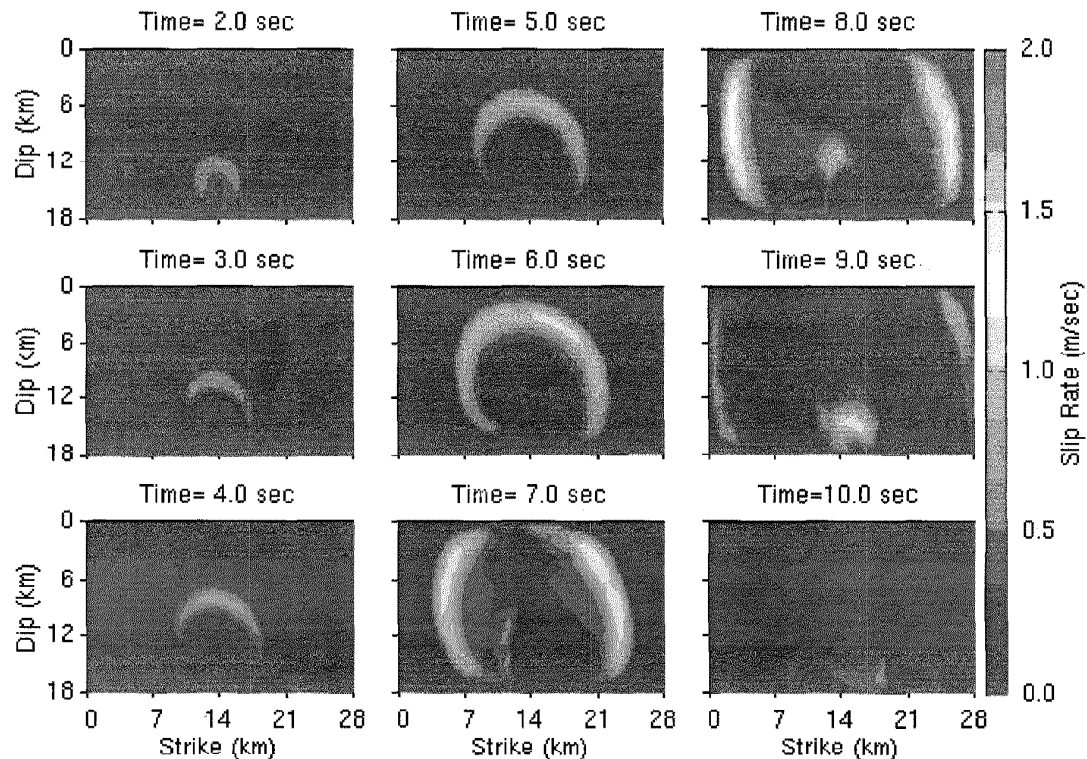 Time= 2.0 sec
Time= 5.0 sec
Time= 8.0 sec
0
6
12
18
Dip (km)
0 7 14 21 28
0 7 14 21 28
0 7 14 21 28
Time= 3.0 sec
Time= 6.0 sec
Time= 9.0 sec
0
6
12
18
Dip (km)
Time= 4.0 sec
Time= 7.0 sec
Time=10.0 sec
0
6
12
18
Dip (km)
Strike (km)
Strike (km)
Strike (km)
2.0
1.5
1.0
0.5
0.0
Slip Rate (m/sec)